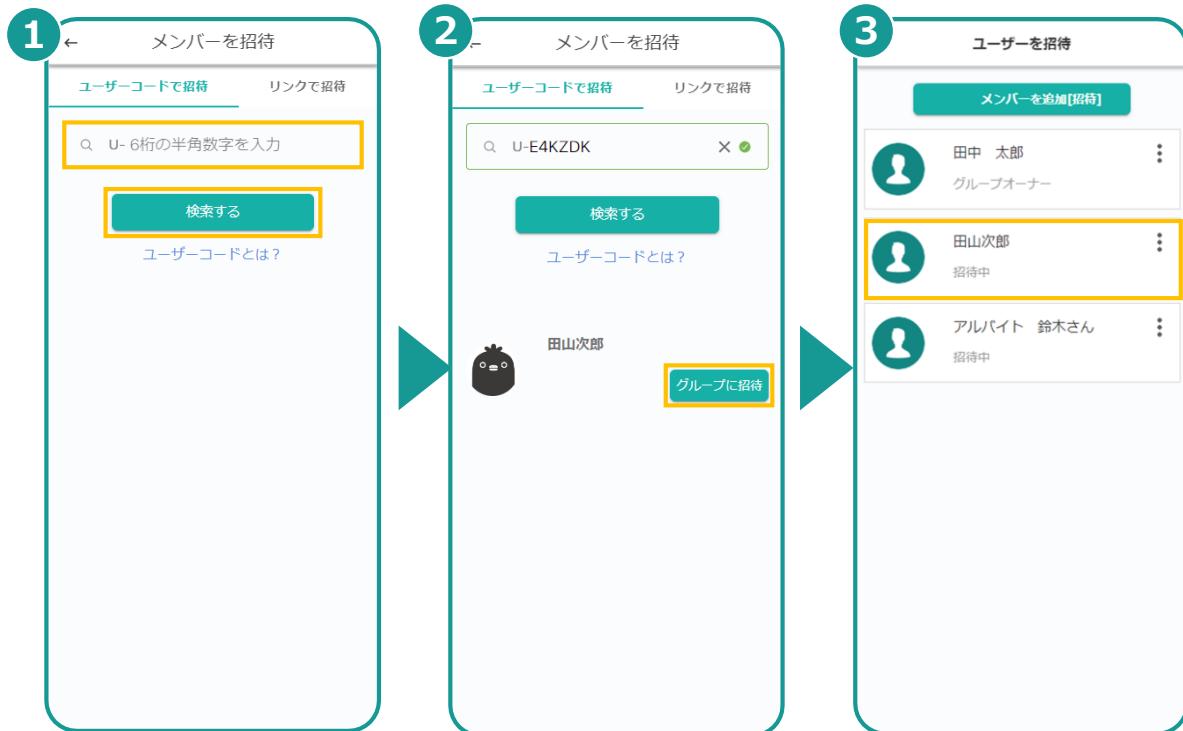 1
← メンバーを招待
ユーザーコードで招待 リンクで招待
U- 6桁の半角数字を入力
検索する
ユーザーコードとは？
2
← メンバーを招待
ユーザーコードで招待 リンクで招待
U-E4KZDK
検索する
ユーザーコードとは？
田山次郎
グループに招待
3
ユーザーを招待
メンバーを追加[招待]
田中　太郎
グループオーナー
田山次郎
招待中
アルバイト　鈴木さん
招待中